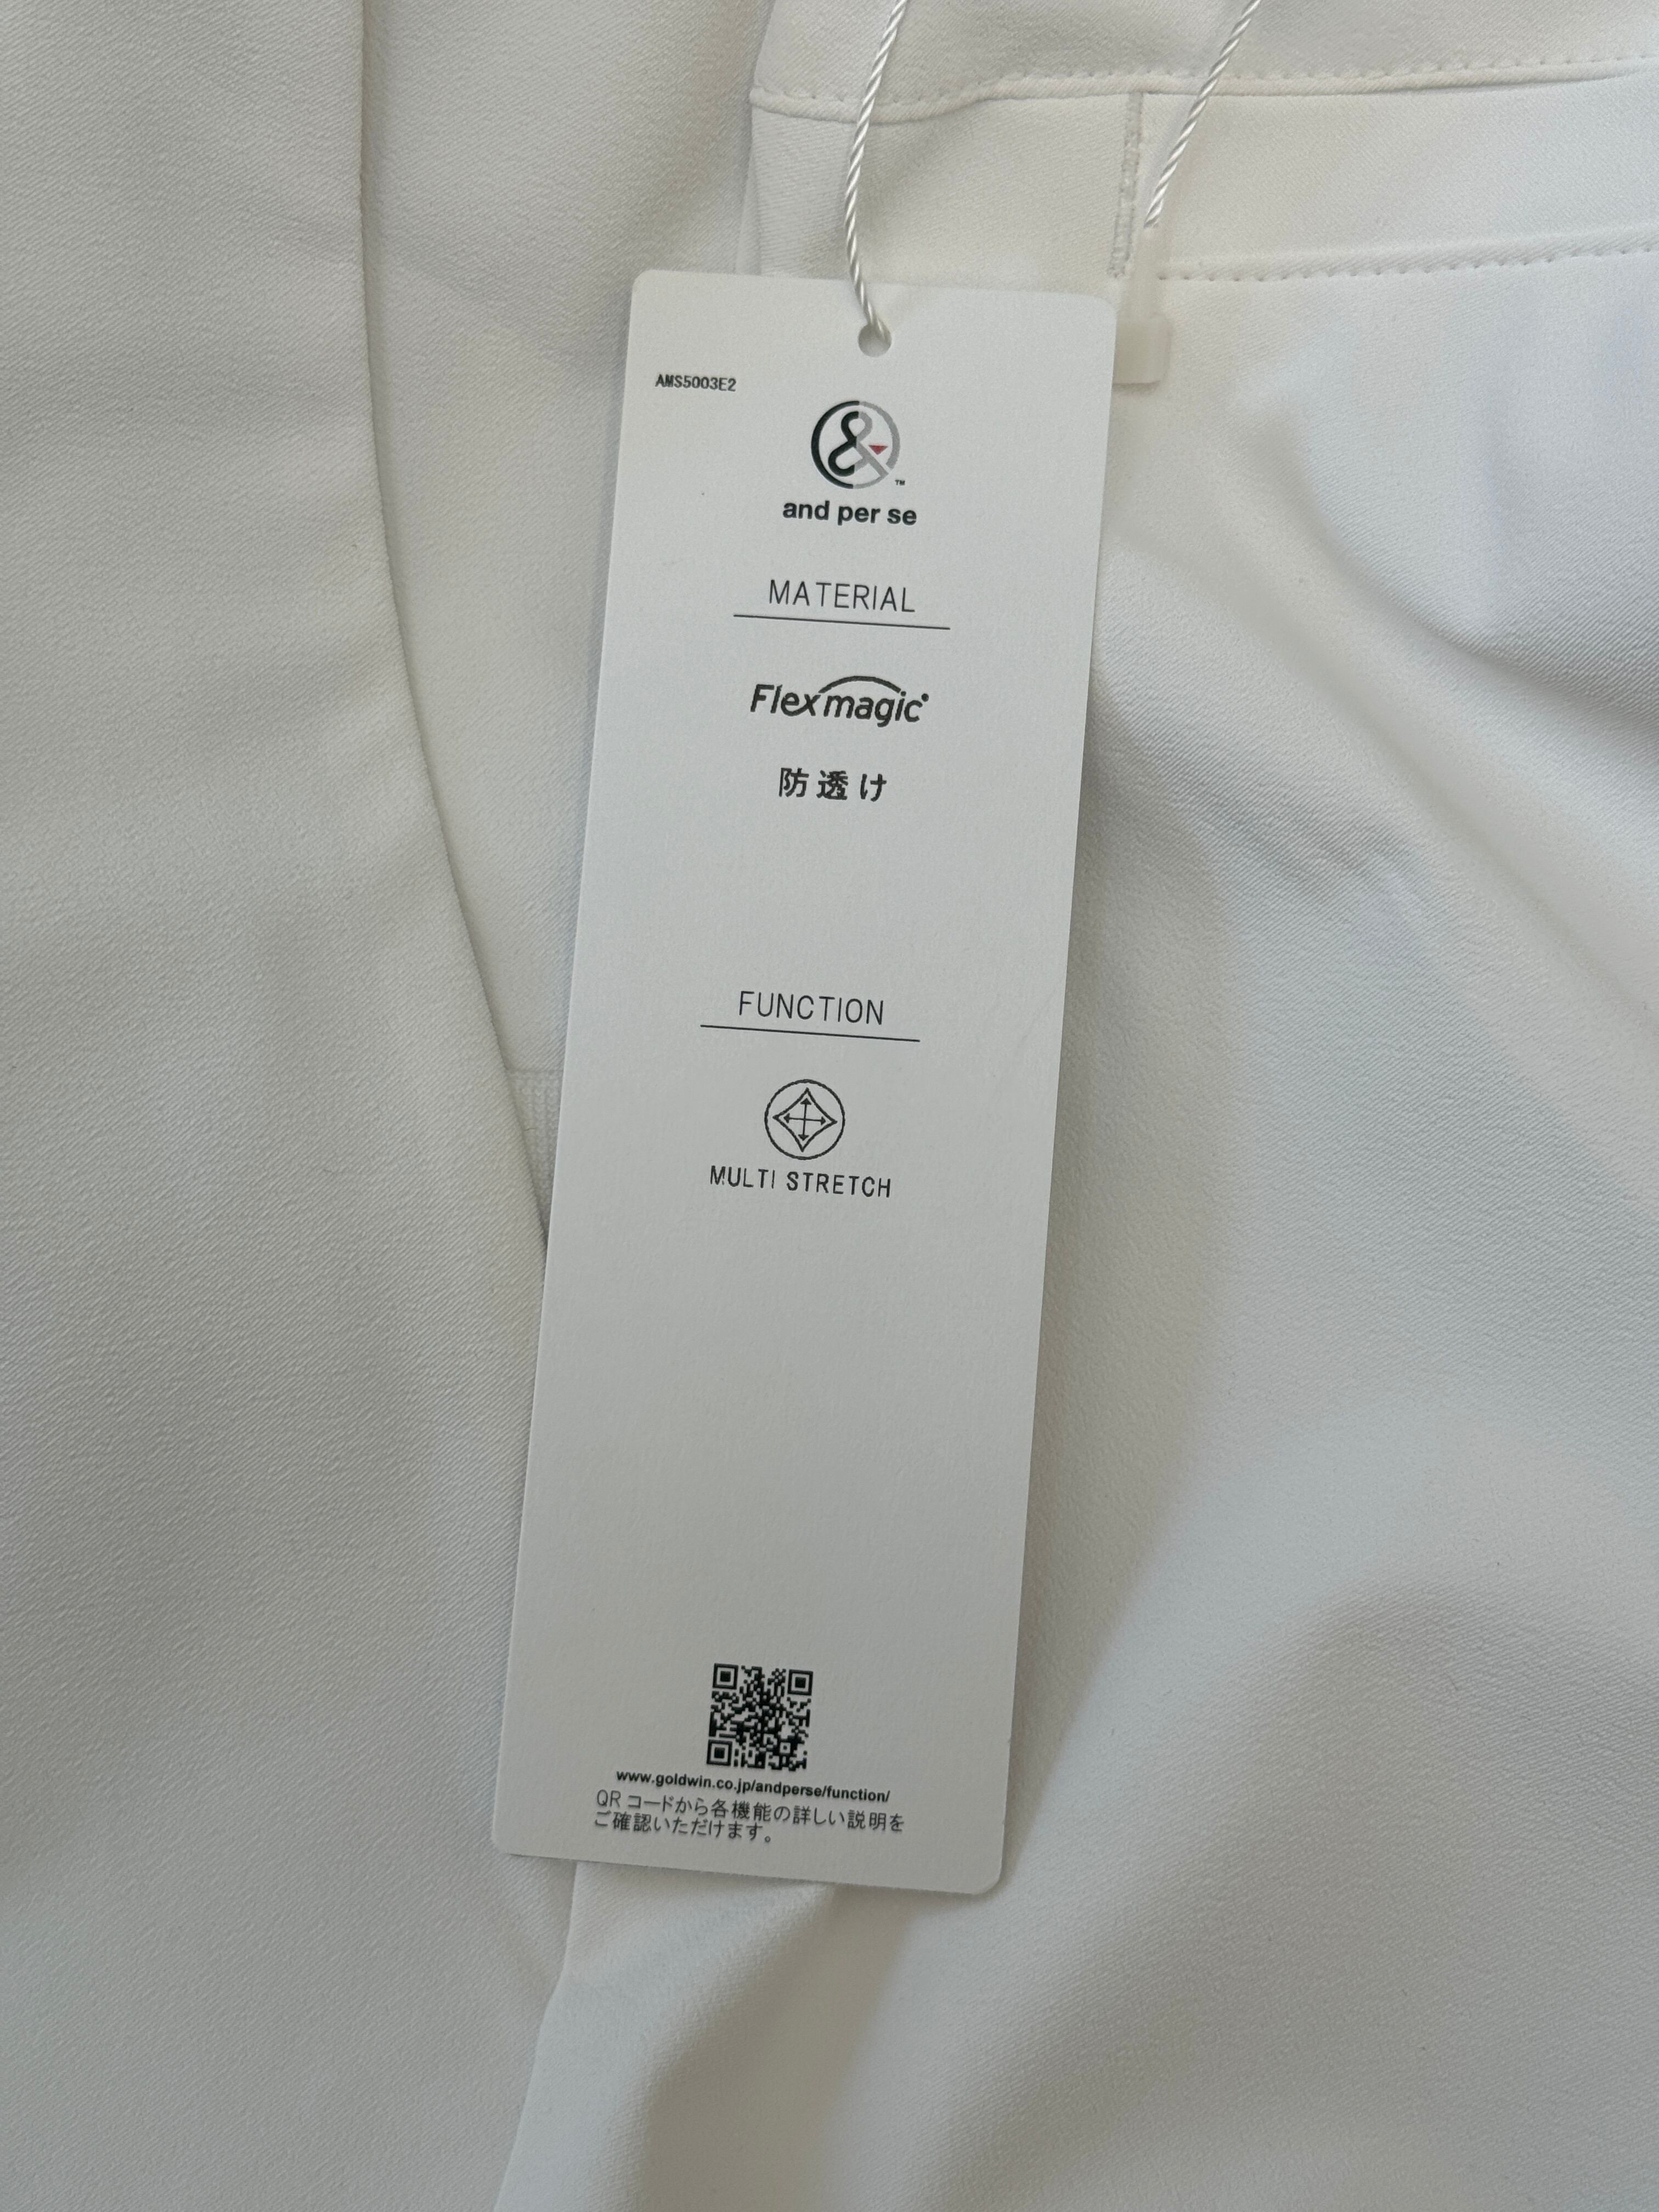 AMS5003E2
&
TM
and per se
MATERIAL
Flexmagic
防透け
FUNCTION
MULTI STRETCH
www.goldwin.co.jp/andperse/function/
QR コードから各機能の詳しい説明を
ご確認いただけます。